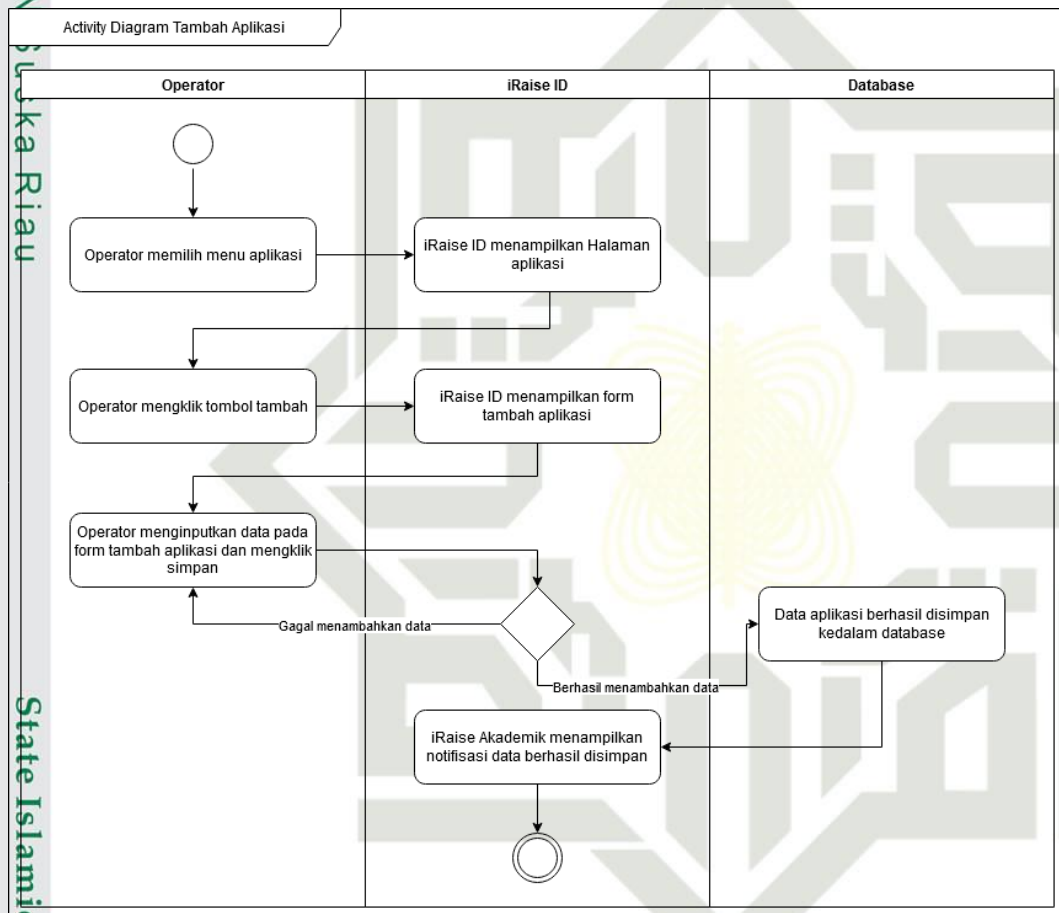 Activity Diagram Tambah Aplikasi
Operator
iRaise ID
Database
Operator memilih menu aplikasi
iRaise ID menampilkan Halaman
aplikasi
Operator mengklik tombol tambah
iRaise ID menampilkan form
tambah aplikasi
Operator menginputkan data pada
form tambah aplikasi dan mengklik
simpan
Gagal menambahkan data
Berhasil menambahkan data
Data aplikasi berhasil disimpan
kedalam database
iRaise Akademik menampilkan
notifisasi data berhasil disimpan
Suska Riau
State Islamic